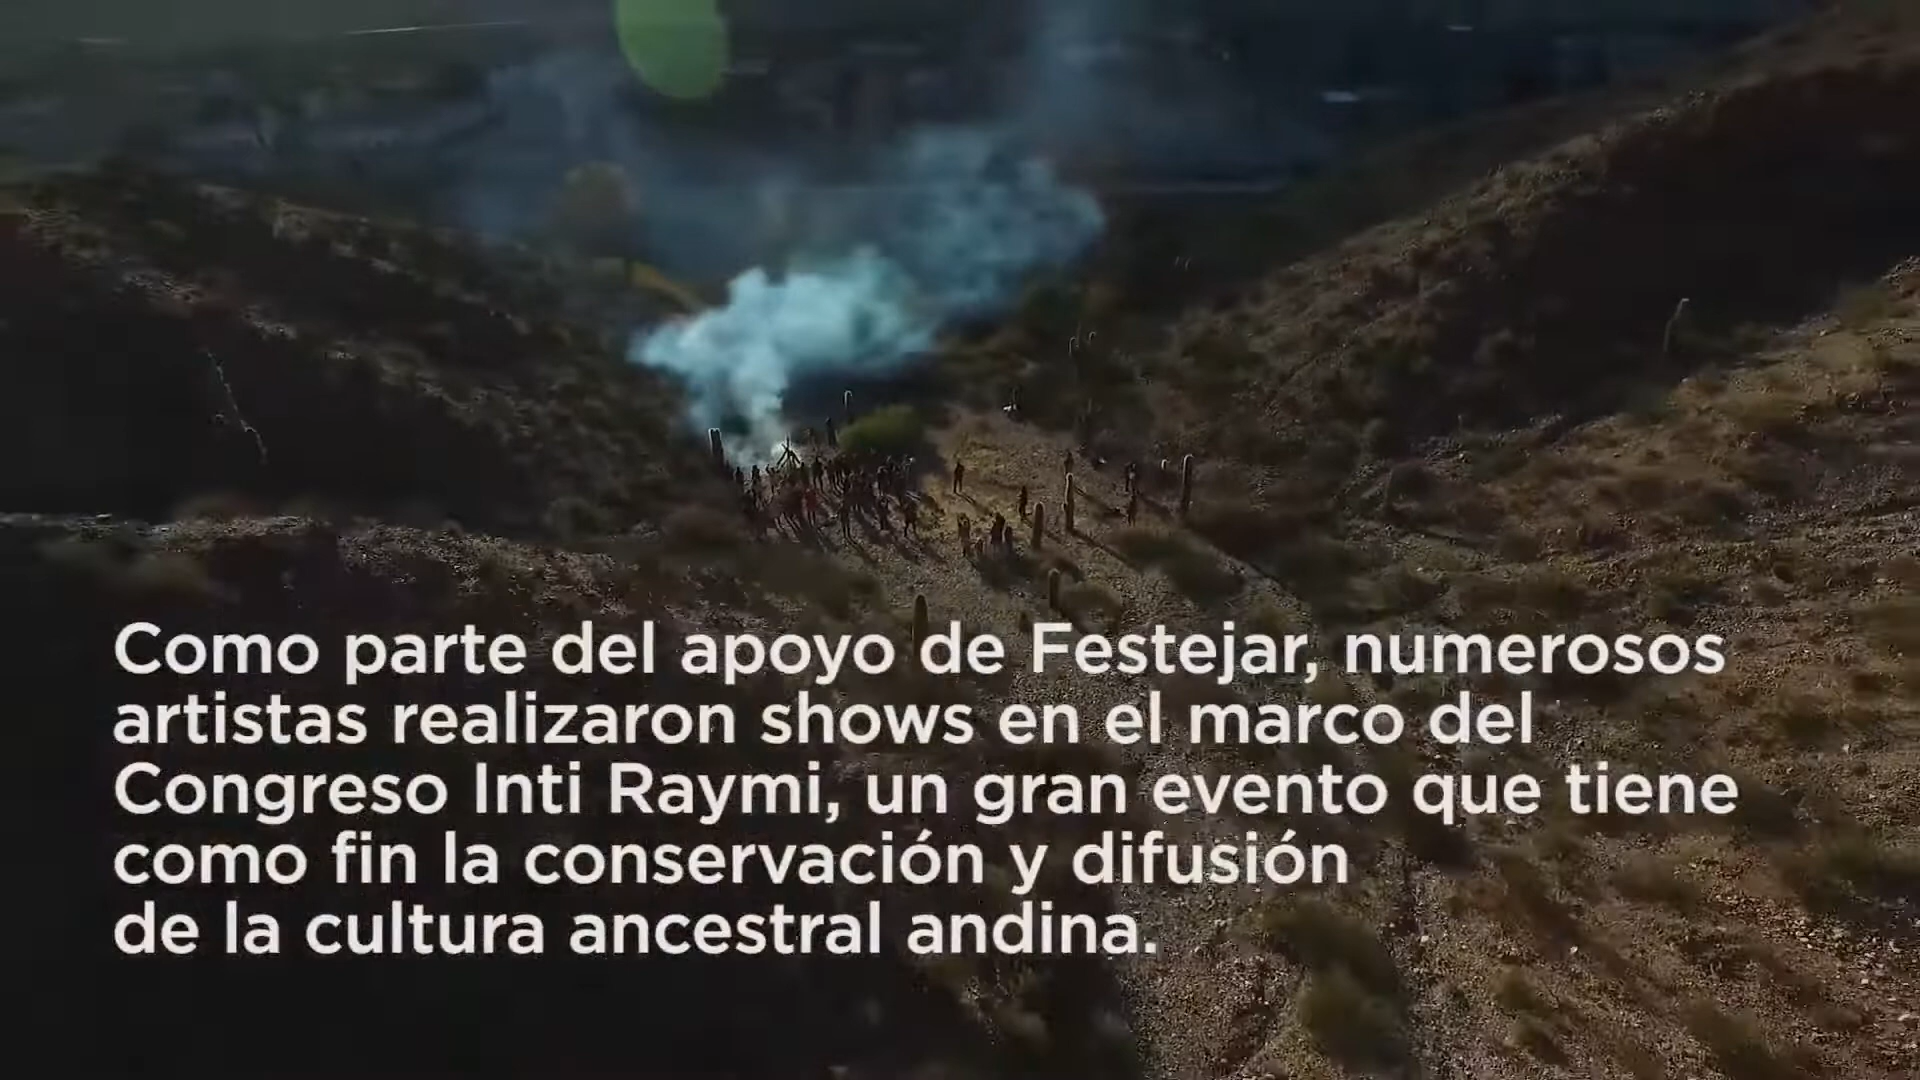 Como parte del apoyo de Festejar, numerosos
artistas realizaron shows en el marco del
Congreso Inti Raymi, un gran evento que tiene
como fin la conservación y difusión
de la cultura ancestral andina.